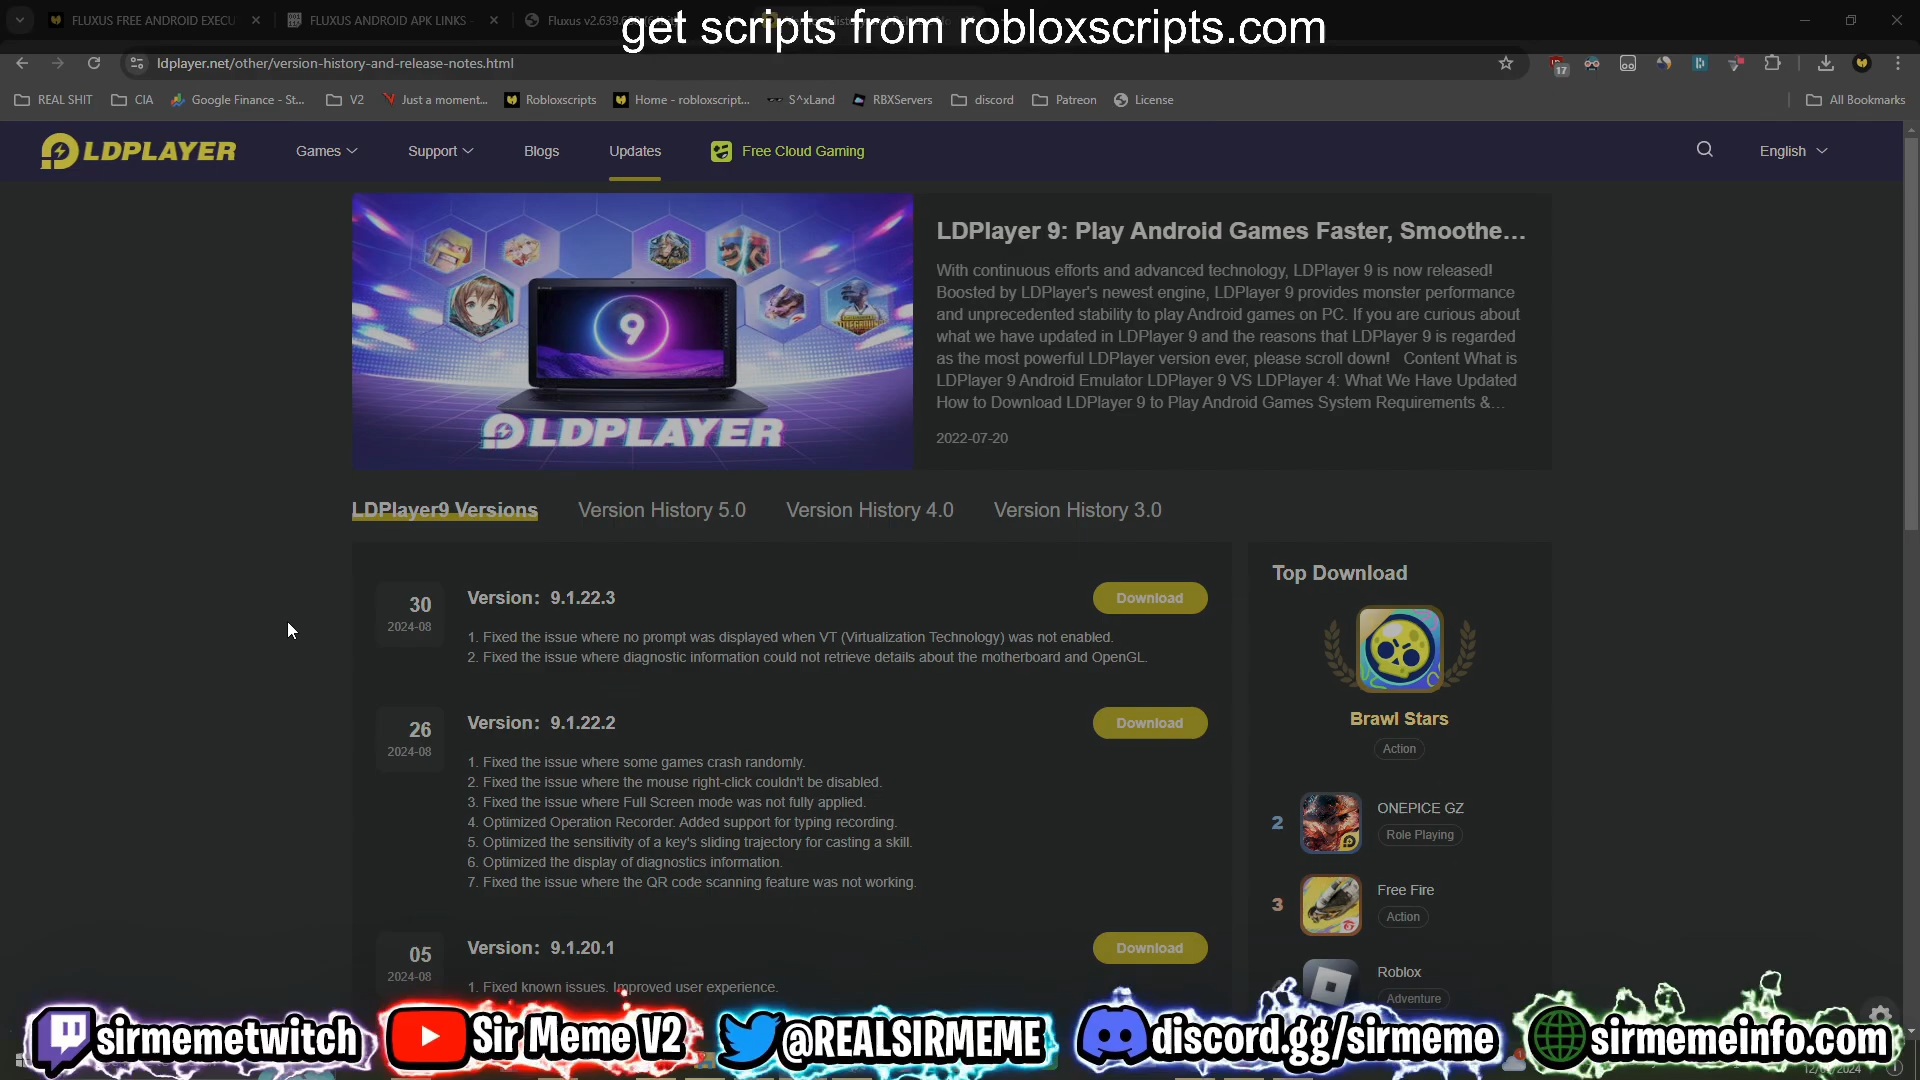 FLUXUS FREE ANDROID EXECU
FLUXUS ANDROID APK LINKS
get scripts from robloxscripts.com
ldplayer.net/other/version-history-and-release-notes.html
17
REAL SHIT
CIA
Google Finance - St...
V2
Just a moment...
Robloxscripts
Home - robloxscript...
S^xLand
RBXServers
discord
Patreon
License
All Bookmarks
LDPLAYER
Games
Support
Blogs
Updates
Free Cloud Gaming
English
9
LDPLAYER
LDPlayer 9: Play Android Games Faster, Smoothe...
With continuous efforts and advanced technology, LDPlayer 9 is now released!
Boosted by LDPlayer's newest engine, LDPlayer 9 provides monster performance
and unprecedented stability to play Android games on PC. If you are curious about
what we have updated in LDPlayer 9 and the reasons that LDPlayer 9 is regarded
as the most powerful LDPlayer version ever, please scroll down! Content What is
LDPlayer 9 Android Emulator LDPlayer 9 VS LDPlayer 4: What We Have Updated
How to Download LDPlayer 9 to Play Android Games System Requirements &...
2022-07-20
LDPlayer9 Versions
Version History 5.0
Version History 4.0
Version History 3.0
30
2024-08
Version: 9.1.22.3
Download
1. Fixed the issue where no prompt was displayed when VT (Virtualization Technology) was not enabled.
2. Fixed the issue where diagnostic information could not retrieve details about the motherboard and OpenGL.
26
2024-08
Version: 9.1.22.2
Download
1. Fixed the issue where some games crash randomly.
2. Fixed the issue where the mouse right-click couldn't be disabled.
3. Fixed the issue where Full Screen mode was not fully applied.
4. Optimized Operation Recorder. Added support for typing recording.
5. Optimized the sensitivity of a key's sliding trajectory for casting a skill.
6. Optimized the display of diagnostics information.
7. Fixed the issue where the QR code scanning feature was not working.
05
2024-08
Version: 9.1.20.1
Download
1. Fixed known issues. Improved user experience.
Top Download
Brawl Stars
Action
2
ONEPICE GZ
Role Playing
3
Free Fire
Action
Roblox
Adventure
sirmemetwitch
Sir Meme V2
@REALSIRMEME
discord.gg/sirmeme
sirmemeinfo.com